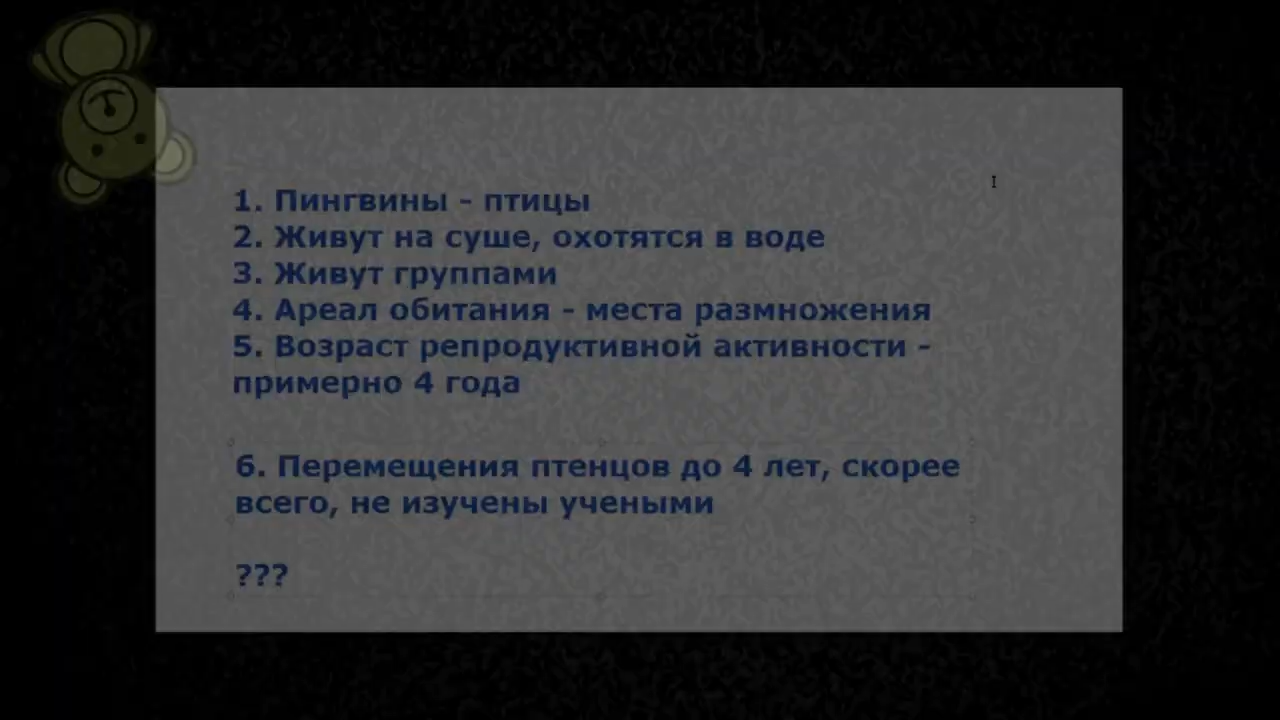 1. Пингвины - птицы
2. Живут на суше, охотятся в воде
3. Живут группами
4. Ареал обитания - места размножения
5. Возраст репродуктивной активности -
примерно 4 года
6. Перемещения птенцов до 4 лет, скорее
всего, не изучены учеными
???